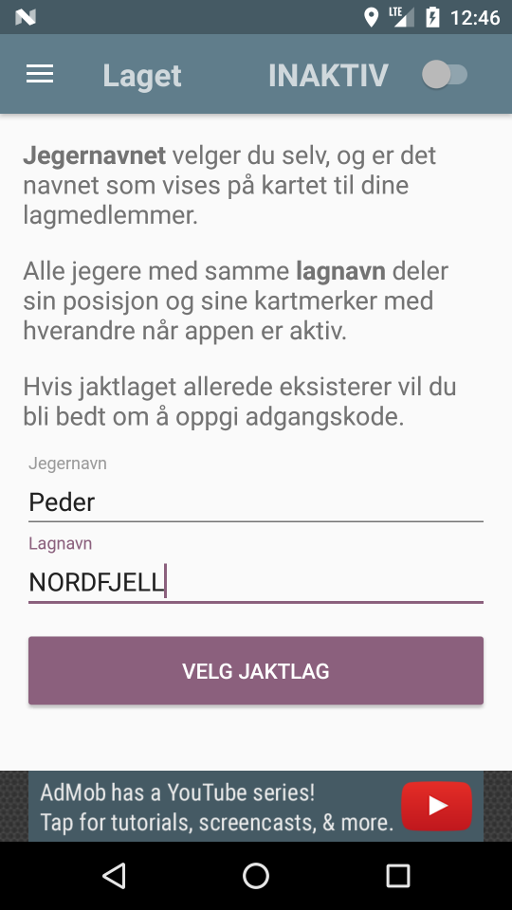 LTE 12:46
Laget INAKTIV
Jegernavnet velger du selv, og er det
navnet som vises på kartet til dine
lagmedlemmer.
Alle jegere med samme lagnavn deler
sin posisjon og sine kartmerker med
hverandre når appen er aktiv.
Hvis jaktlaget allerede eksisterer vil du
bli bedt om å oppgi adgangskode.
Jegernavn
Peder
Lagnavn
NORDFJELL
VELG JAKTLAG
AdMob has a YouTube series!
Tap for tutorials, screencasts, & more.